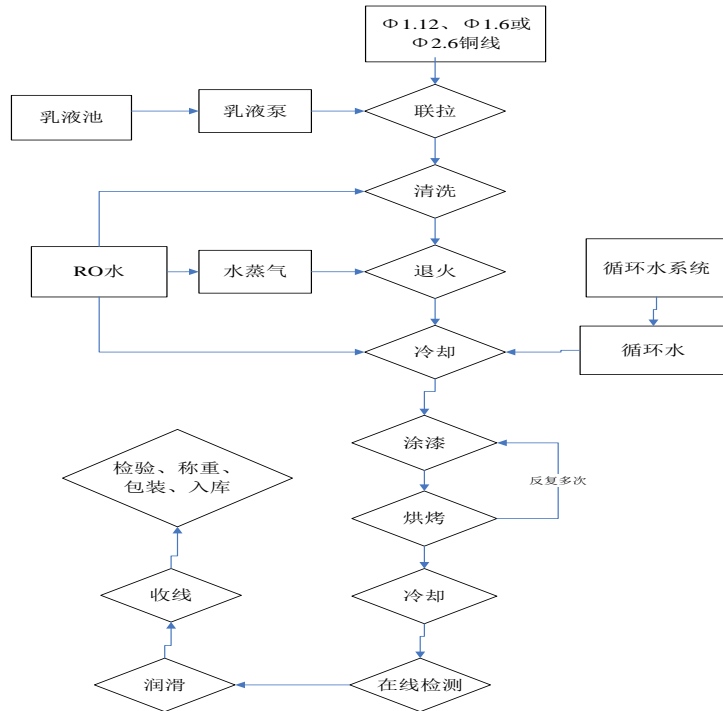 Φ1.12、Φ1.6或
Φ2.6铜线
乳液池
乳液泵
联拉
清洗
RO水
水蒸气
退火
循环水系统
冷却
循环水
涂漆
检验、称重、
包装、入库
反复多次
烘烤
收线
冷却
润滑
在线检测